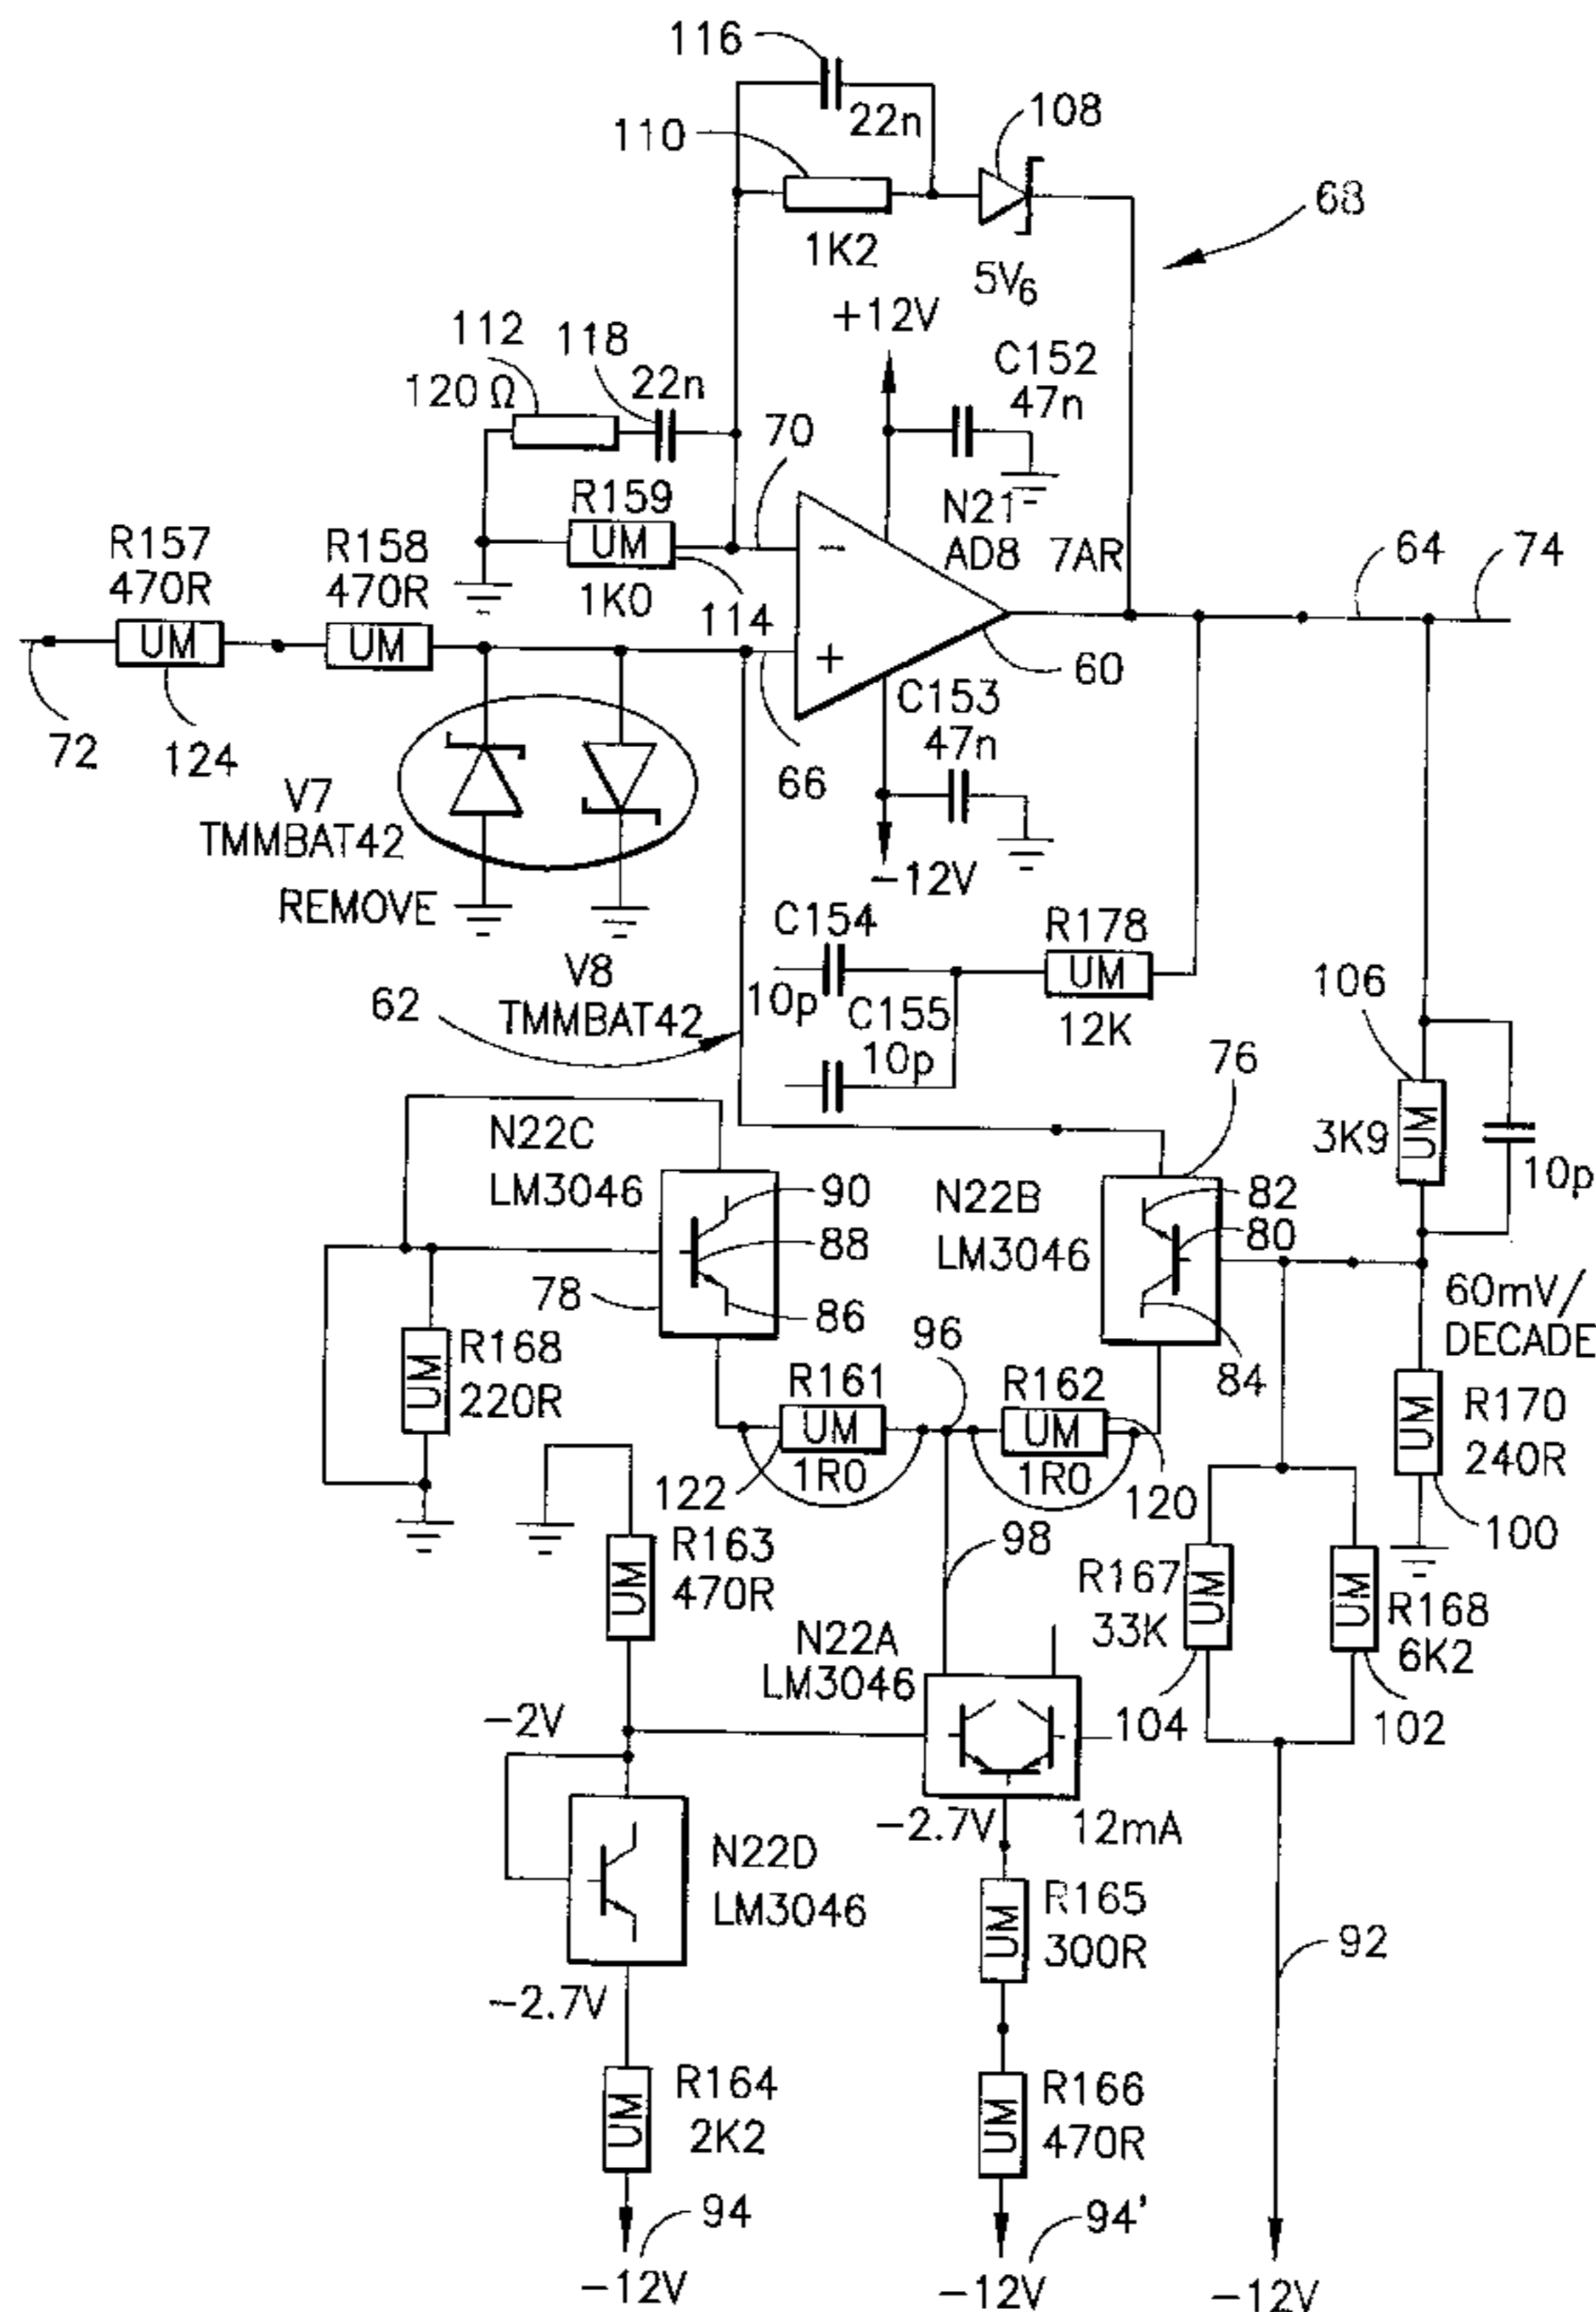 116
22n
108
110
1K2
68
5V6
+12V
112
118
120 Ω
22n
C152
47n
70
R159
UM
1K0
N21
AD8 7AR
R157
470R
UM
R158
470R
UM
114
64
74
72
124
+
−
60
66
C153
47n
−12V
V7
TMMBAT42
REMOVE
V8
TMMBAT42
62
C154
10p
C155
10p
R178
UM
12K
106
3K9
UM
10p
76
N22C
LM3046
90
88
86
78
N22B
LM3046
82
80
84
60mV/
DECADE
R168
220R
UM
96
R161
UM
1R0
122
R162
UM
1R0
120
R170
240R
UM
100
R163
470R
UM
98
R167
33K
UM
R168
6K2
UM
N22A
LM3046
104
102
−2V
−2.7V
12mA
N22D
LM3046
R165
300R
UM
92
−2.7V
R164
2K2
UM
R166
470R
UM
94
94'
−12V
−12V
−12V